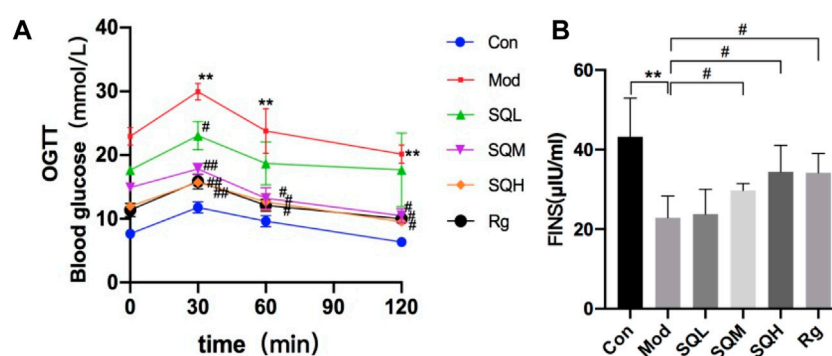 A
OGTT
Blood glucose (mmol/L)
40
30
20
10
0
0
30
60
90
120
time (min)
**
**
**
#
##
##
##
#
#
#
#
#
#
Con
Mod
SQL
SQM
SQH
Rg
B
FINS(μIU/ml)
60
40
20
0
**
#
#
#
Con
Mod
SQL
SQM
SQH
Rg